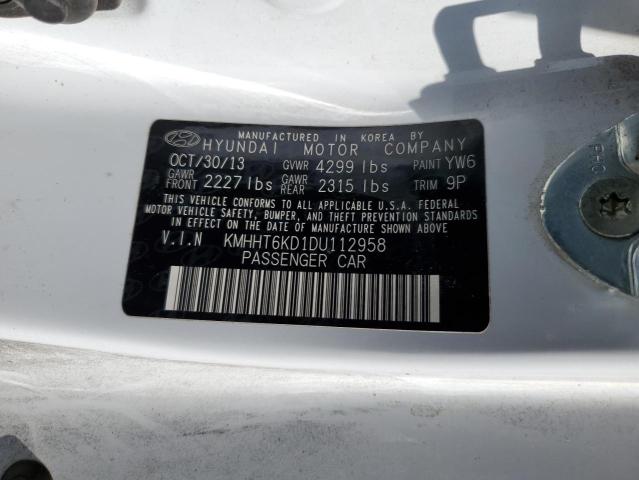 MANUFACTURED IN KOREA BY
HYUNDAI MOTOR COMPANY
OCT/30/13 GVWR 4299 lbs PAINT YW6
GAWR FRONT 2227 lbs GAWR REAR 2315 lbs TRIM 9P
THIS VEHICLE CONFORMS TO ALL APPLICABLE U.S.A. FEDERAL
MOTOR VEHICLE SAFETY, BUMPER, AND THEFT PREVENTION
STANDARDS IN EFFECT ON THE DATE OF MANUFACTURE SHOWN ABOVE.
V.I.N KMHHT6KD1DU112958
PASSENGER CAR
PHC